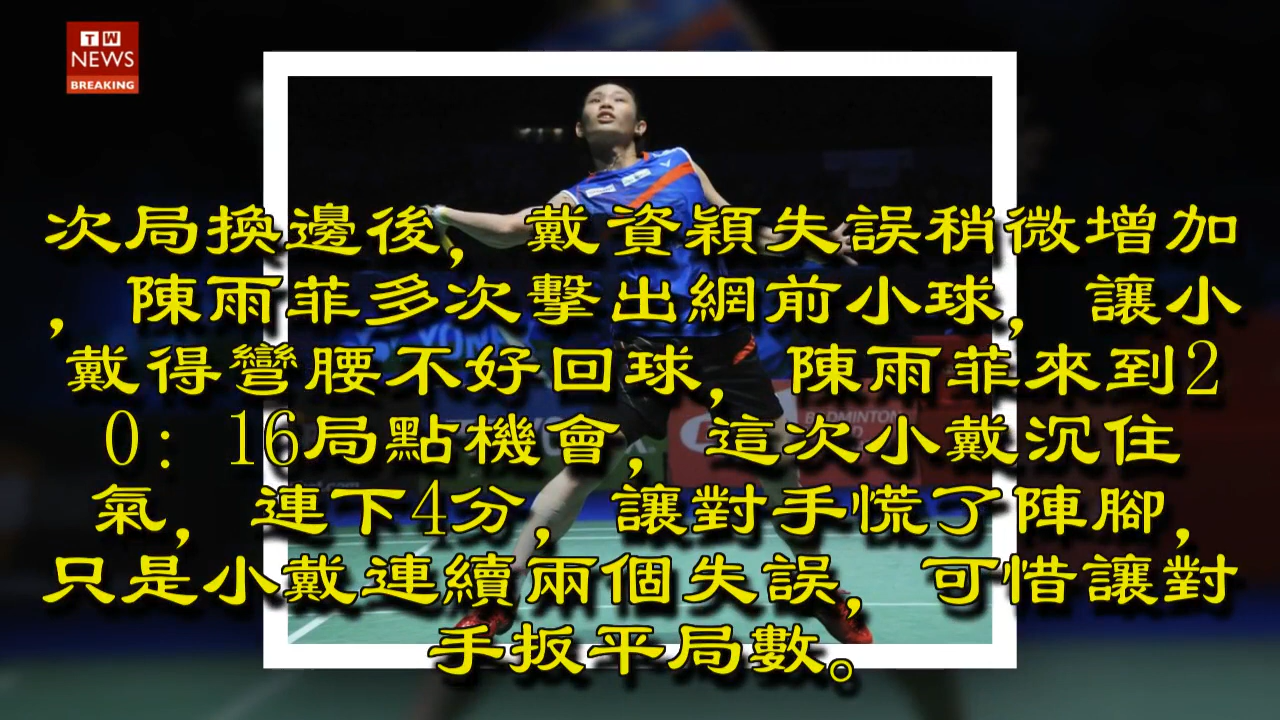 TW
NEWS
BREAKING
次局換邊後，戴資穎失誤稍微增加
，陳雨菲多次擊出網前小球，讓小
戴得彎腰不好回球，陳雨菲來到2
0：16局點機會，這次小戴沉住
氣，連下4分，讓對手慌了陣腳，
只是小戴連續兩個失誤，可惜讓對
手扳平局數。